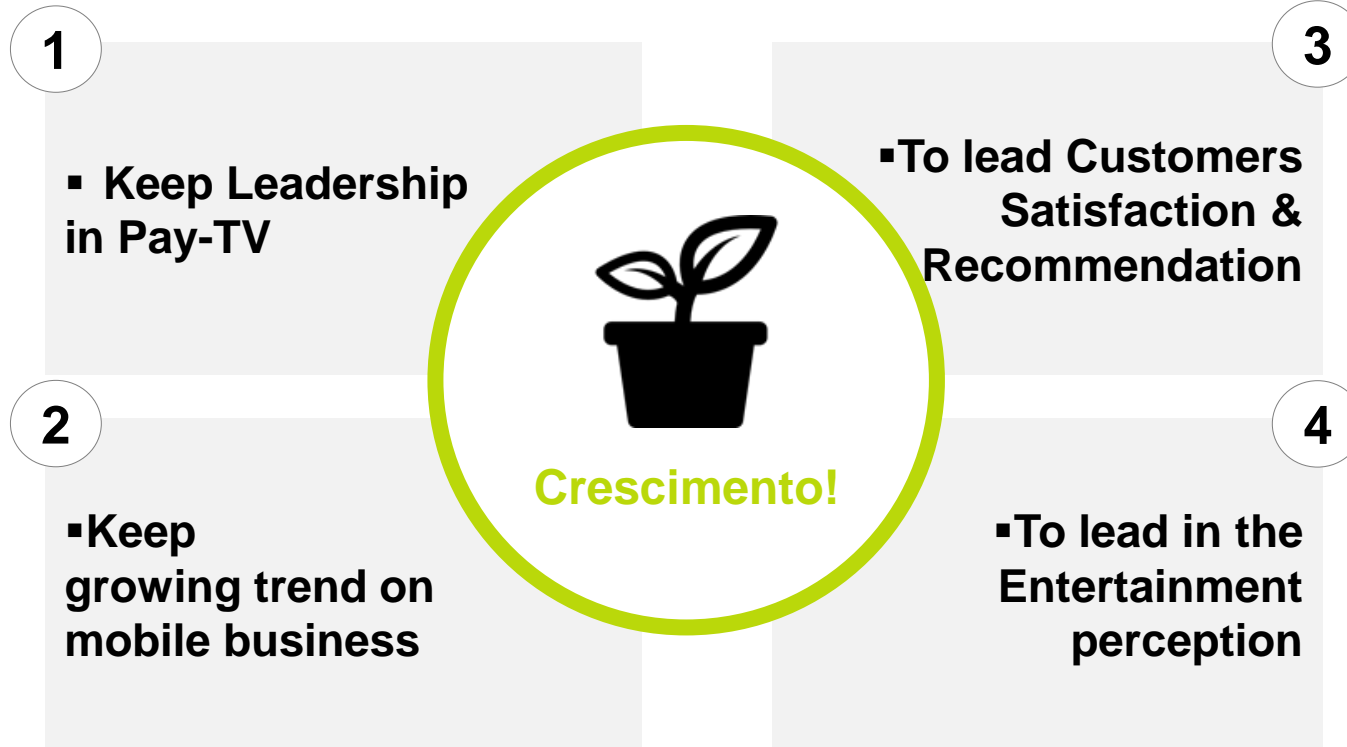 1
▪ Keep Leadership
in Pay-TV
2
▪Keep
growing trend on
mobile business
Crescimento!
3
▪To lead Customers
Satisfaction &
Recommendation
4
▪To lead in the
Entertainment
perception